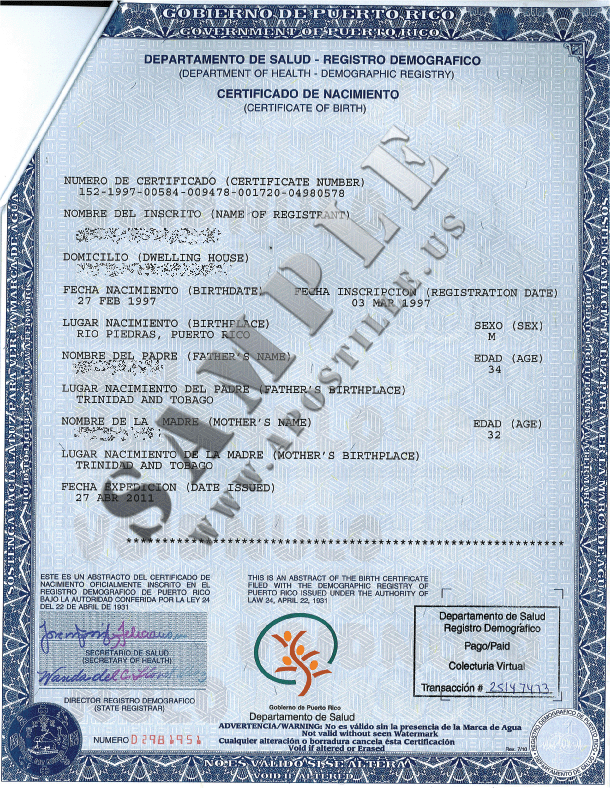 GOBIERNO DE PUERTO RICO
GOVERNMENT OF PUERTO RICO
DEPARTAMENTO DE SALUD - REGISTRO DEMOGRAFICO
(DEPARTMENT OF HEALTH - DEMOGRAPHIC REGISTRY)
CERTIFICADO DE NACIMIENTO
(CERTIFICATE OF BIRTH)
NUMERO DE CERTIFICADO (CERTIFICATE NUMBER)
152-1997-00584-009478-001720-04980578
NOMBRE DEL INSCRITO (NAME OF REGISTRANT)
DOMICILIO (DWELLING HOUSE)
FECHA NACIMIENTO (BIRTHDATE) FECHA INSCRIPCION (REGISTRATION DATE)
27 FEB 1997 03 MAR 1997
LUGAR NACIMIENTO (BIRTHPLACE) SEXO (SEX)
RIO PIEDRAS, PUERTO RICO M
NOMBRE DEL PADRE (FATHER'S NAME) EDAD (AGE)
34
LUGAR NACIMIENTO DEL PADRE (FATHER'S BIRTHPLACE)
TRINIDAD AND TOBAGO
NOMBRE DE LA MADRE (MOTHER'S NAME) EDAD (AGE)
32
LUGAR NACIMIENTO DE LA MADRE (MOTHER'S BIRTHPLACE)
TRINIDAD AND TOBAGO
FECHA EXPEDICION (DATE ISSUED)
27 ABR 2011
SAMPLE
www.APOSTILLE.US
****************************************************************
ESTE ES UN ABSTRACTO DEL CERTIFICADO DE
NACIMIENTO OFICIALMENTE INSCRITO EN EL
REGISTRO DEMOGRAFICO DE PUERTO RICO
BAJO LA AUTORIDAD CONFERIDA POR LA LEY 24
DEL 22 DE ABRIL DE 1931
THIS IS AN ABSTRACT OF THE BIRTH CERTIFICATE
FILED WITH THE DEMOGRAPHIC REGISTRY OF
PUERTO RICO ISSUED UNDER THE AUTHORITY OF
LAW 24, APRIL 22, 1931
SECRETARIO DE SALUD
(SECRETARY OF HEALTH)
DIRECTOR REGISTRO DEMOGRAFICO
(STATE REGISTRAR)
NUMERO
Departamento de Salud
Registro Demográfico
Pago/Paid
Colecturía Virtual
Transacción # 25147473
Gobierno de Puerto Rico
Departamento de Salud
ADVERTENCIA/WARNING: No es válido sin la presencia de la Marca de Agua
Not valid without seen Watermark
Cualquier alteración o borradura cancela ésta Certificación
Void if altered or Erased
Rev. 7/10
NO ES VALIDO SI SE ALTERA
VOID IF ALTERED